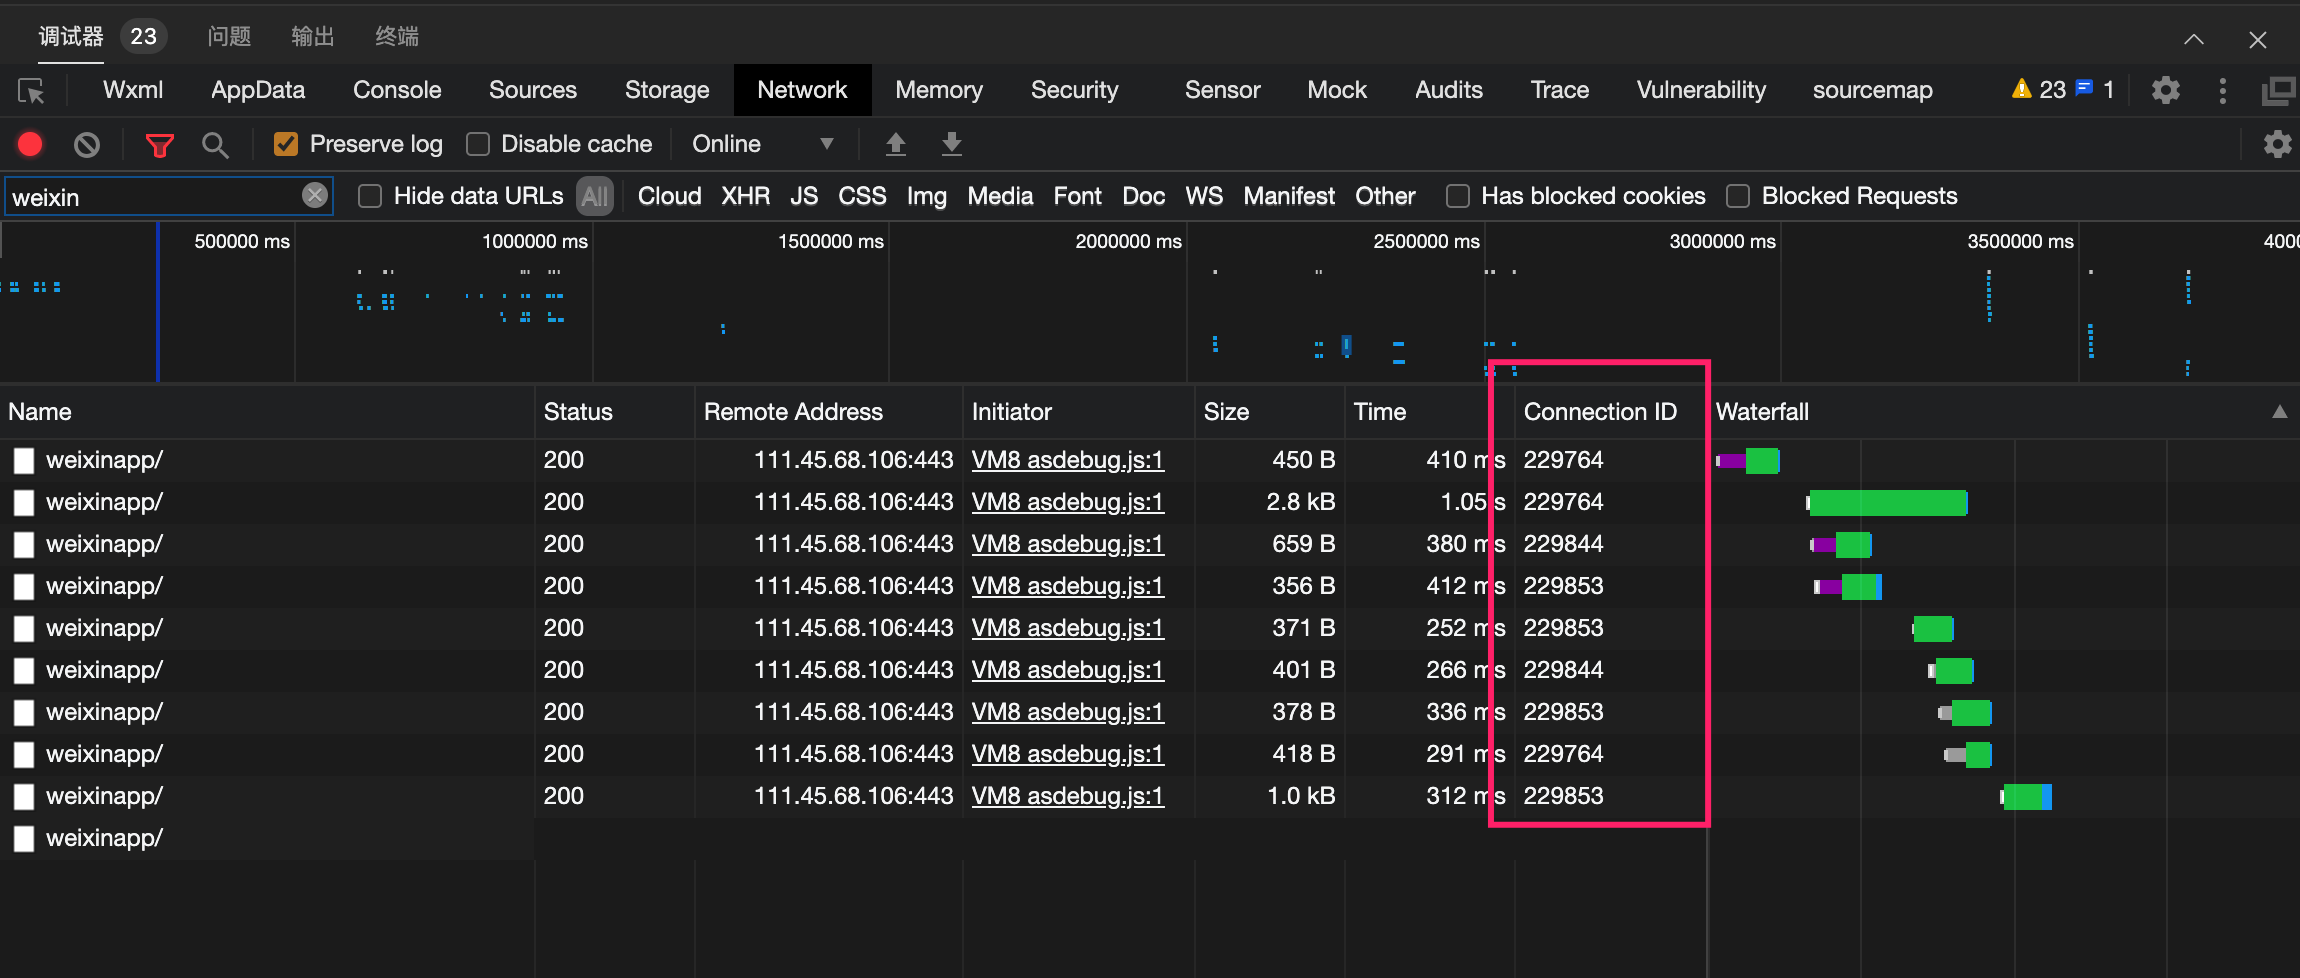 调试器 23 问题 输出 终端
Wxml AppData Console Sources Storage Network Memory Security Sensor Mock Audits Trace Vulnerability sourcemap 23 1
Preserve log Disable cache Online
weixin Hide data URLs All Cloud XHR JS CSS Img Media Font Doc WS Manifest Other Has blocked cookies Blocked Requests
500000 ms 1000000 ms 1500000 ms 2000000 ms 2500000 ms 3000000 ms 3500000 ms 4000
Name Status Remote Address Initiator Size Time Connection ID Waterfall
weixinapp/ 200 111.45.68.106:443 VM8 asdebug.js:1 450 B 410 ms 229764
weixinapp/ 200 111.45.68.106:443 VM8 asdebug.js:1 2.8 kB 1.05 s 229764
weixinapp/ 200 111.45.68.106:443 VM8 asdebug.js:1 659 B 380 ms 229844
weixinapp/ 200 111.45.68.106:443 VM8 asdebug.js:1 356 B 412 ms 229853
weixinapp/ 200 111.45.68.106:443 VM8 asdebug.js:1 371 B 252 ms 229853
weixinapp/ 200 111.45.68.106:443 VM8 asdebug.js:1 401 B 266 ms 229844
weixinapp/ 200 111.45.68.106:443 VM8 asdebug.js:1 378 B 336 ms 229853
weixinapp/ 200 111.45.68.106:443 VM8 asdebug.js:1 418 B 291 ms 229764
weixinapp/ 200 111.45.68.106:443 VM8 asdebug.js:1 1.0 kB 312 ms 229853
weixinapp/